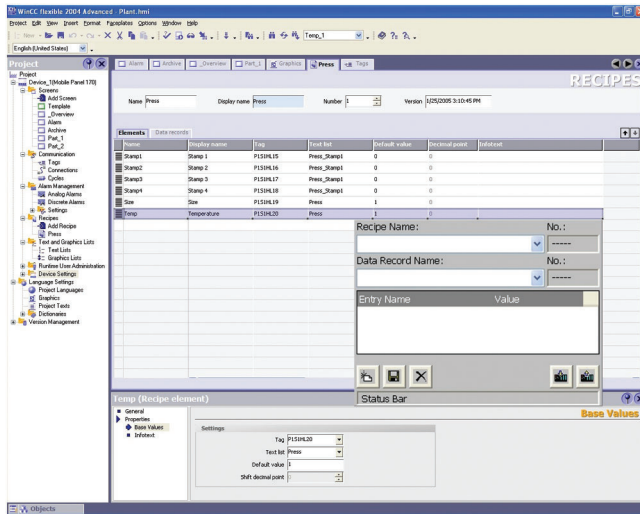 WinCC flexible 2004 Advanced - Plant.hmi
Project Edit View Insert Format Faceplates Options Window Help
New
Temp_1
English (United States)
Project
Alarm Archive _Overview Part_1 Graphics Press Tags
Project
Device_1(Mobile Panel 170)
Screens
Add Screen
Template
_Overview
Alarm
Archive
Part_1
Part_2
Communication
Tags
Connections
Cycles
Alarm Management
Analog Alarms
Discrete Alarms
Settings
Recipes
Add Recipe
Press
Text and Graphics Lists
Text Lists
Graphics Lists
Runtime User Administration
Device Settings
Language Settings
Project Languages
Graphics
Project Texts
Dictionaries
Version Management
RECIPES
Name Press Display name Press Number 1 Version 1/25/2005 3:10:45 PM
Elements Data records
Name Display name Tag Text list Default value Decimal point Infotext
Stamp1 Stamp 1 P1S1HL15 Press_Stamp1 0 0
Stamp2 Stamp 2 P1S1HL16 Press_Stamp1 0 0
Stamp3 Stamp 3 P1S1HL17 Press_Stamp1 0 0
Stamp4 Stamp 4 P1S1HL18 Press_Stamp1 0 0
Size Size P1S1HL19 Press 1 0
Temp Temperature P1S1HL20 Press 1 0
Recipe Name: No.:
-----
Data Record Name: No.:
-----
Entry Name Value
Status Bar
Temp (Recipe element)
General
Properties
Base Values
Infotext
Base Values
Settings
Tag P1S1HL20
Text list Press
Default value 1
Shift decimal point 0
Objects